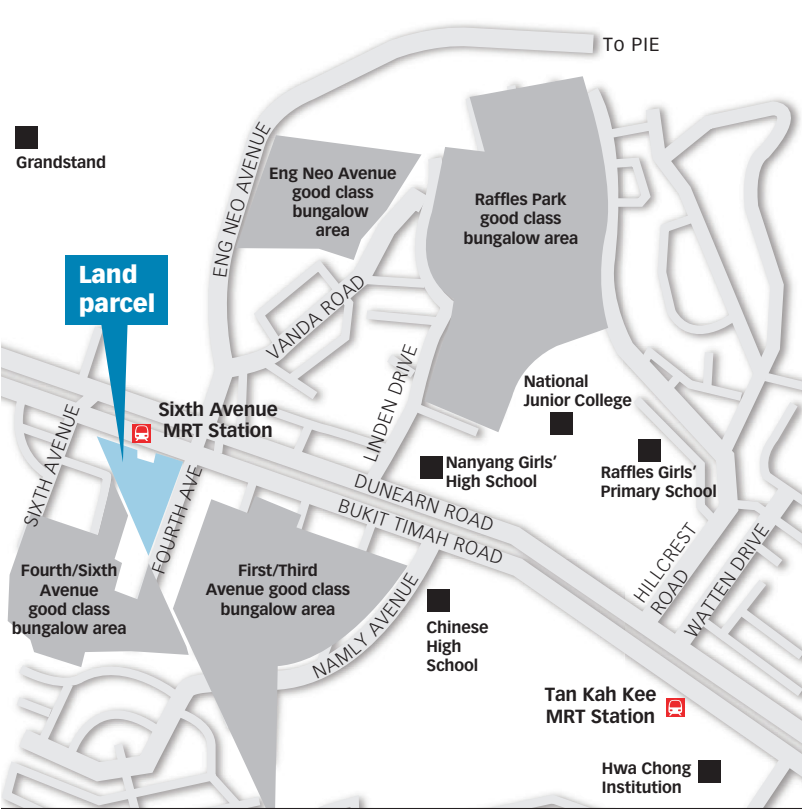 To PIE
Grandstand
ENG NEO AVENUE
Eng Neo Avenue
good class
bungalow
area
Raffles Park
good class
bungalow area
Land
parcel
VANDA ROAD
LINDEN DRIVE
National
Junior College
Sixth Avenue
MRT Station
SIXTH AVENUE
FOURTH AVE
Nanyang Girls'
High School
Raffles Girls'
Primary School
DUNEARN ROAD
BUKIT TIMAH ROAD
HILLCREST
ROAD
WATTEN DRIVE
Fourth/Sixth
Avenue
good class
bungalow area
First/Third
Avenue good class
bungalow area
NAMLY AVENUE
Chinese
High
School
Tan Kah Kee
MRT Station
Hwa Chong
Institution